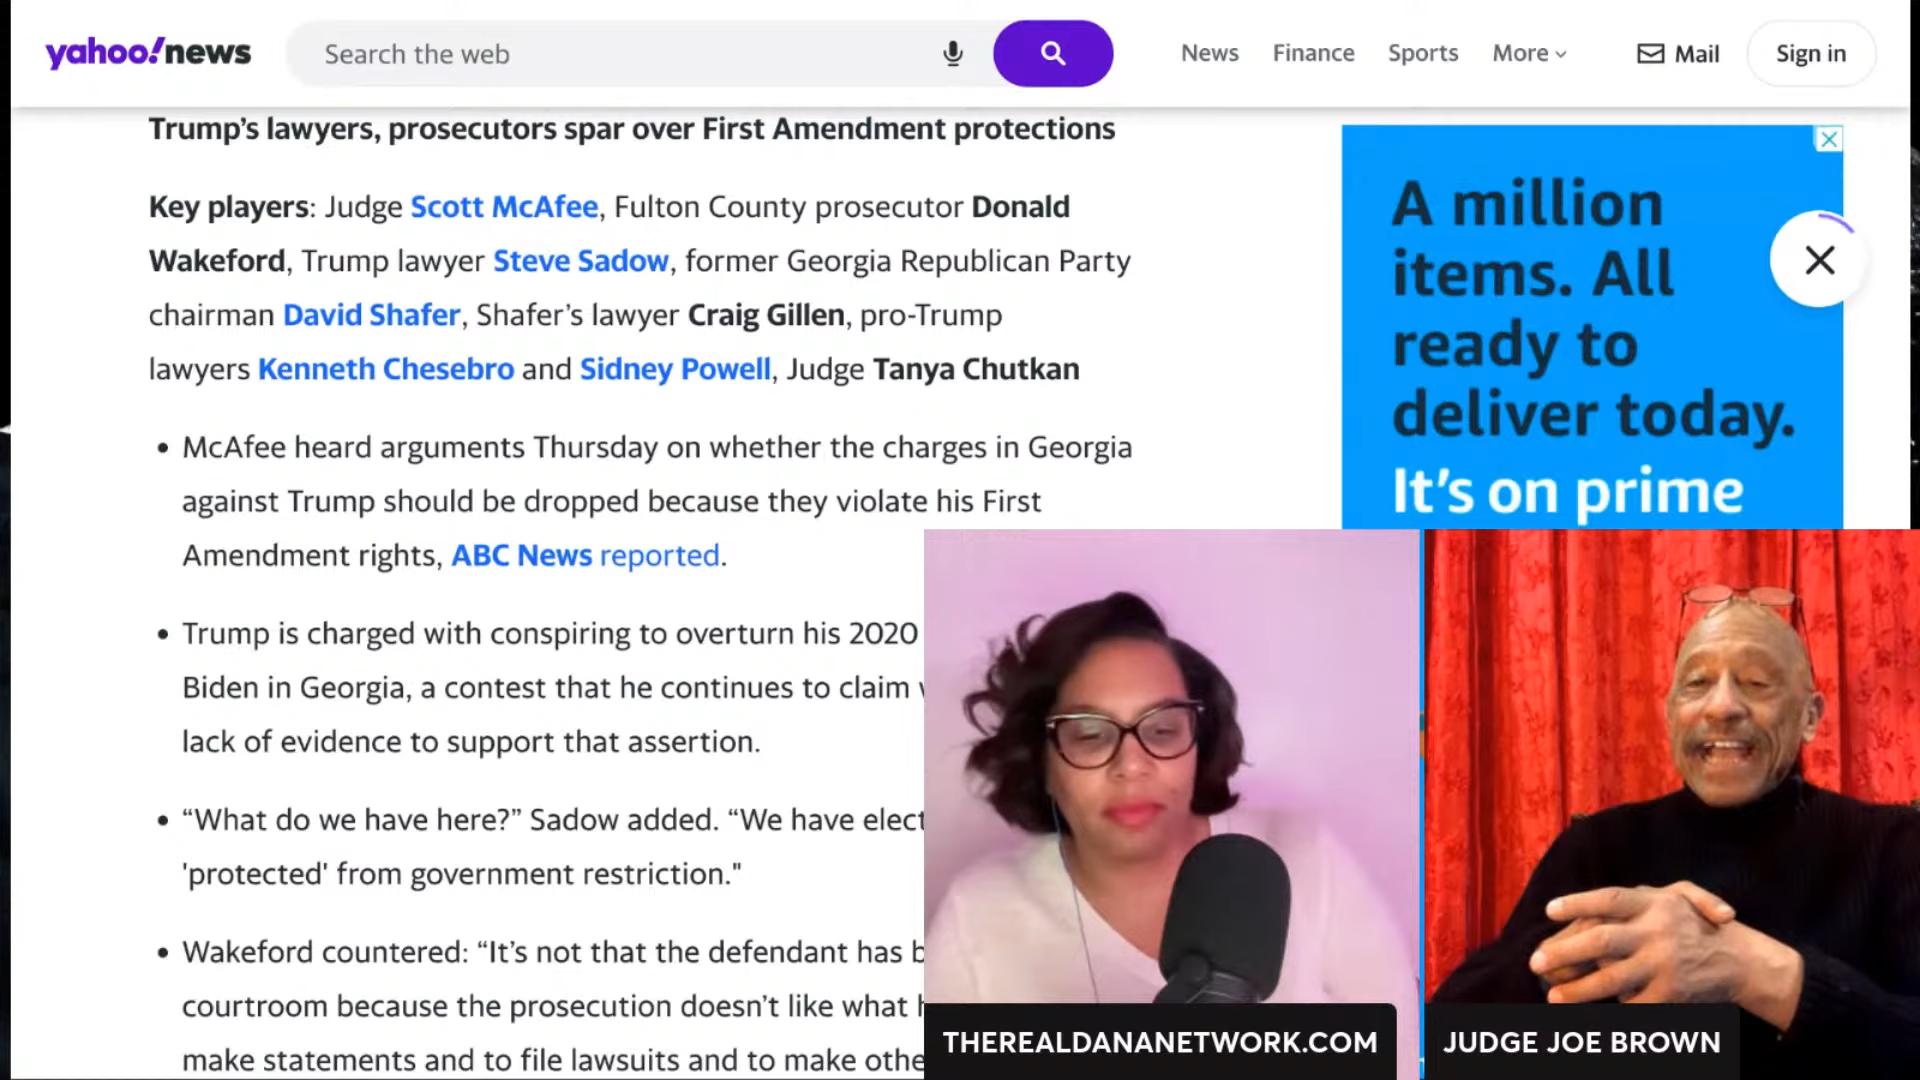 yahoo!news
Search the web
News Finance Sports More
Mail
Sign in
Trump’s lawyers, prosecutors spar over First Amendment protections
Key players: Judge Scott McAfee, Fulton County prosecutor Donald
Wakeford, Trump lawyer Steve Sadow, former Georgia Republican Party
chairman David Shafer, Shafer’s lawyer Craig Gillen, pro-Trump
lawyers Kenneth Chesebro and Sidney Powell, Judge Tanya Chutkan
• McAfee heard arguments Thursday on whether the charges in Georgia
against Trump should be dropped because they violate his First
Amendment rights, ABC News reported.
• Trump is charged with conspiring to overturn his 2020
Biden in Georgia, a contest that he continues to claim
lack of evidence to support that assertion.
• “What do we have here?” Sadow added. “We have elect
'protected' from government restriction."
• Wakeford countered: “It’s not that the defendant has
courtroom because the prosecution doesn’t like what
make statements and to file lawsuits and to make othe
A million
items. All
ready to
deliver today.
It’s on prime
THEREALDANANETWORK.COM
JUDGE JOE BROWN